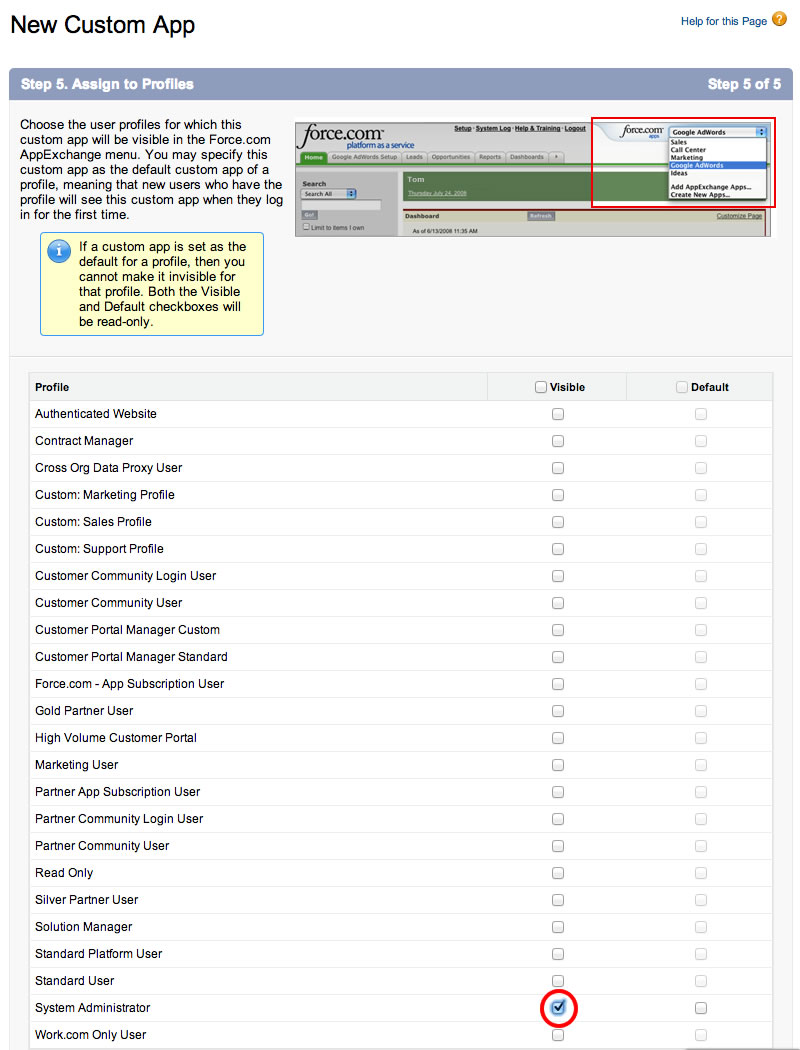 New Custom App
Help for this Page ?
Step 5. Assign to Profiles
Step 5 of 5
Choose the user profiles for which this
custom app will be visible in the Force.com
AppExchange menu. You may specify this
custom app as the default custom app of a
profile, meaning that new users who have the
profile will see this custom app when they log
in for the first time.
i
If a custom app is set as the
default for a profile, then you
cannot make it invisible for
that profile. Both the Visible
and Default checkboxes will
be read-only.
force.com
platform as a service
Setup · System Log · Help & Training · Logout
Home Google AdWords Setup Leads Opportunities Reports Dashboards +
Search
Search All
Go!
Limit to items I own
Tom
Thursday July 24, 2008
Dashboard Refresh Customize Page
As of 6/13/2008 11:35 AM
force.com
apps
Google AdWords
Sales
Call Center
Marketing
Google AdWords
Ideas
Add AppExchange Apps...
Create New Apps...
Profile Visible Default
Authenticated Website
Contract Manager
Cross Org Data Proxy User
Custom: Marketing Profile
Custom: Sales Profile
Custom: Support Profile
Customer Community Login User
Customer Community User
Customer Portal Manager Custom
Customer Portal Manager Standard
Force.com - App Subscription User
Gold Partner User
High Volume Customer Portal
Marketing User
Partner App Subscription User
Partner Community Login User
Partner Community User
Read Only
Silver Partner User
Solution Manager
Standard Platform User
Standard User
System Administrator
Work.com Only User